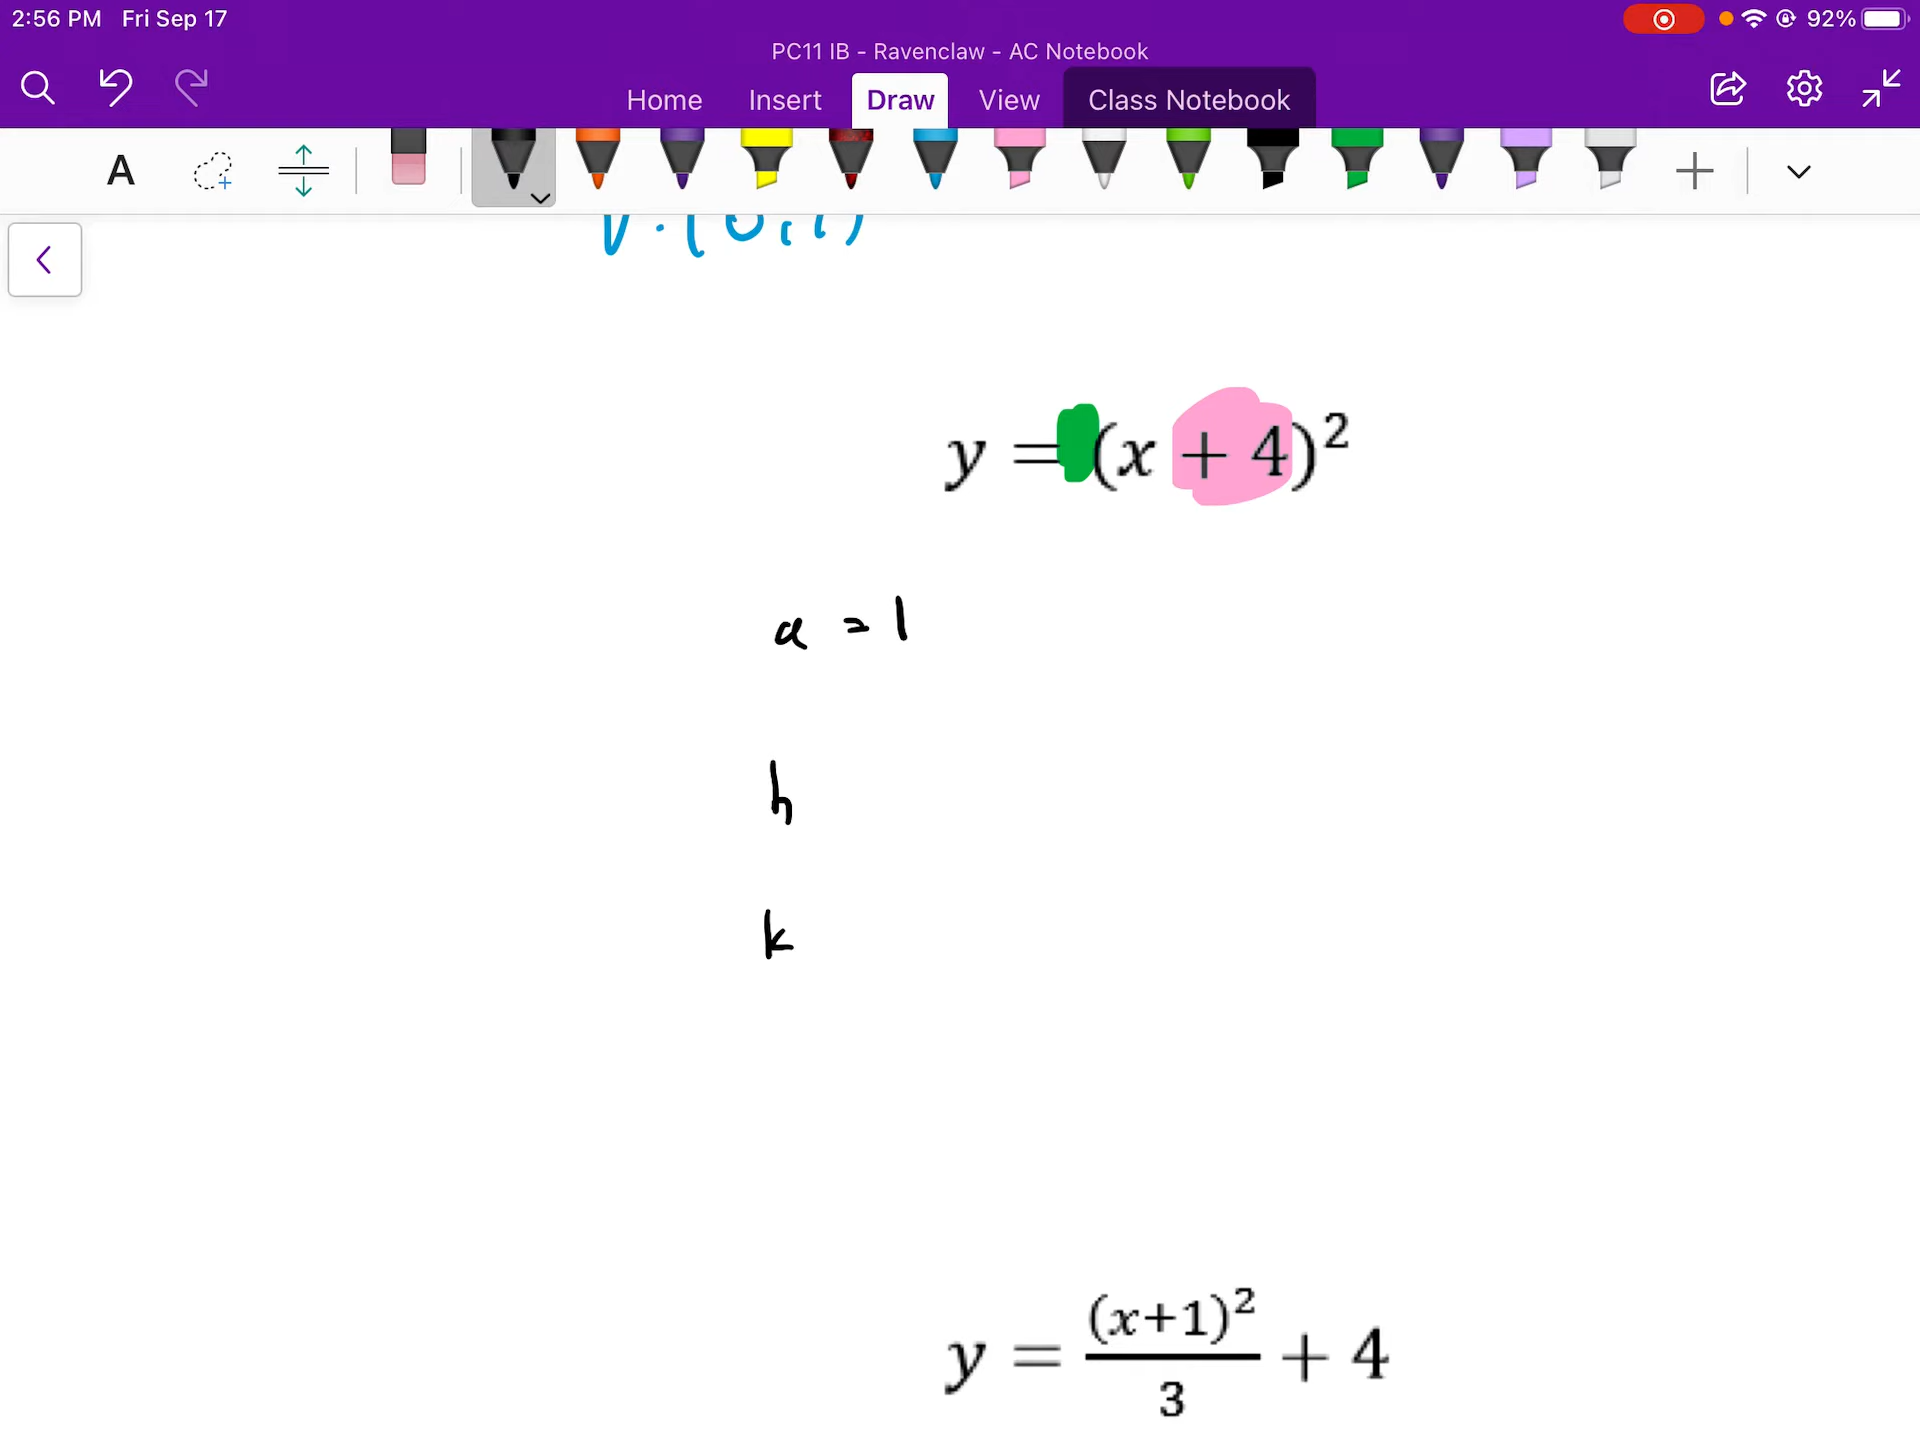 2:56 PM Fri Sep 17
92%
PC11 IB - Ravenclaw - AC Notebook
Home Insert Draw View Class Notebook
A
y = (x + 4)²
a = 1
h
k
y = (x+1)²/3 + 4